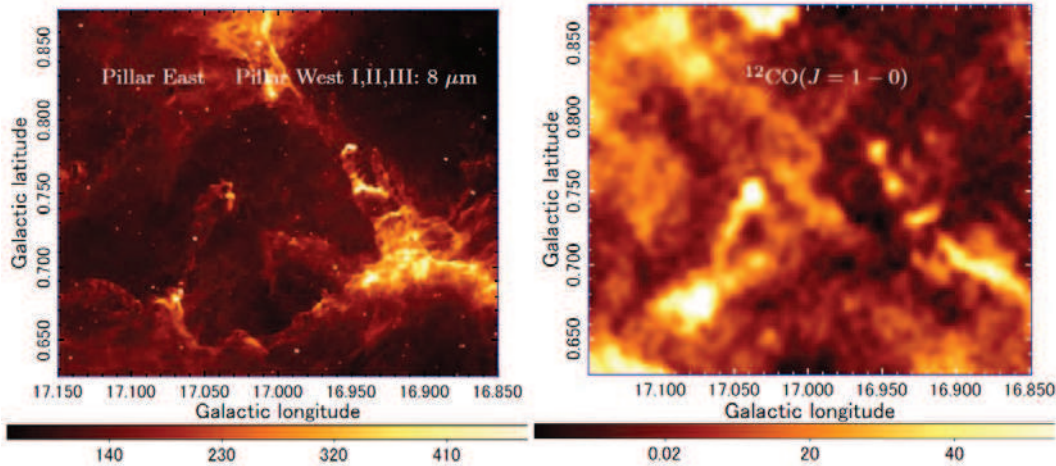 Pillar East Pillar West I,II,III: 8 μm
Galactic latitude
0.850
0.800
0.750
0.700
0.650
17.150 17.100 17.050 17.000 16.950 16.900 16.850
Galactic longitude
140 230 320 410
¹²CO(J = 1 − 0)
Galactic latitude
0.850
0.800
0.750
0.700
0.650
17.100 17.050 17.000 16.950 16.900 16.850
Galactic longitude
0.02 20 40